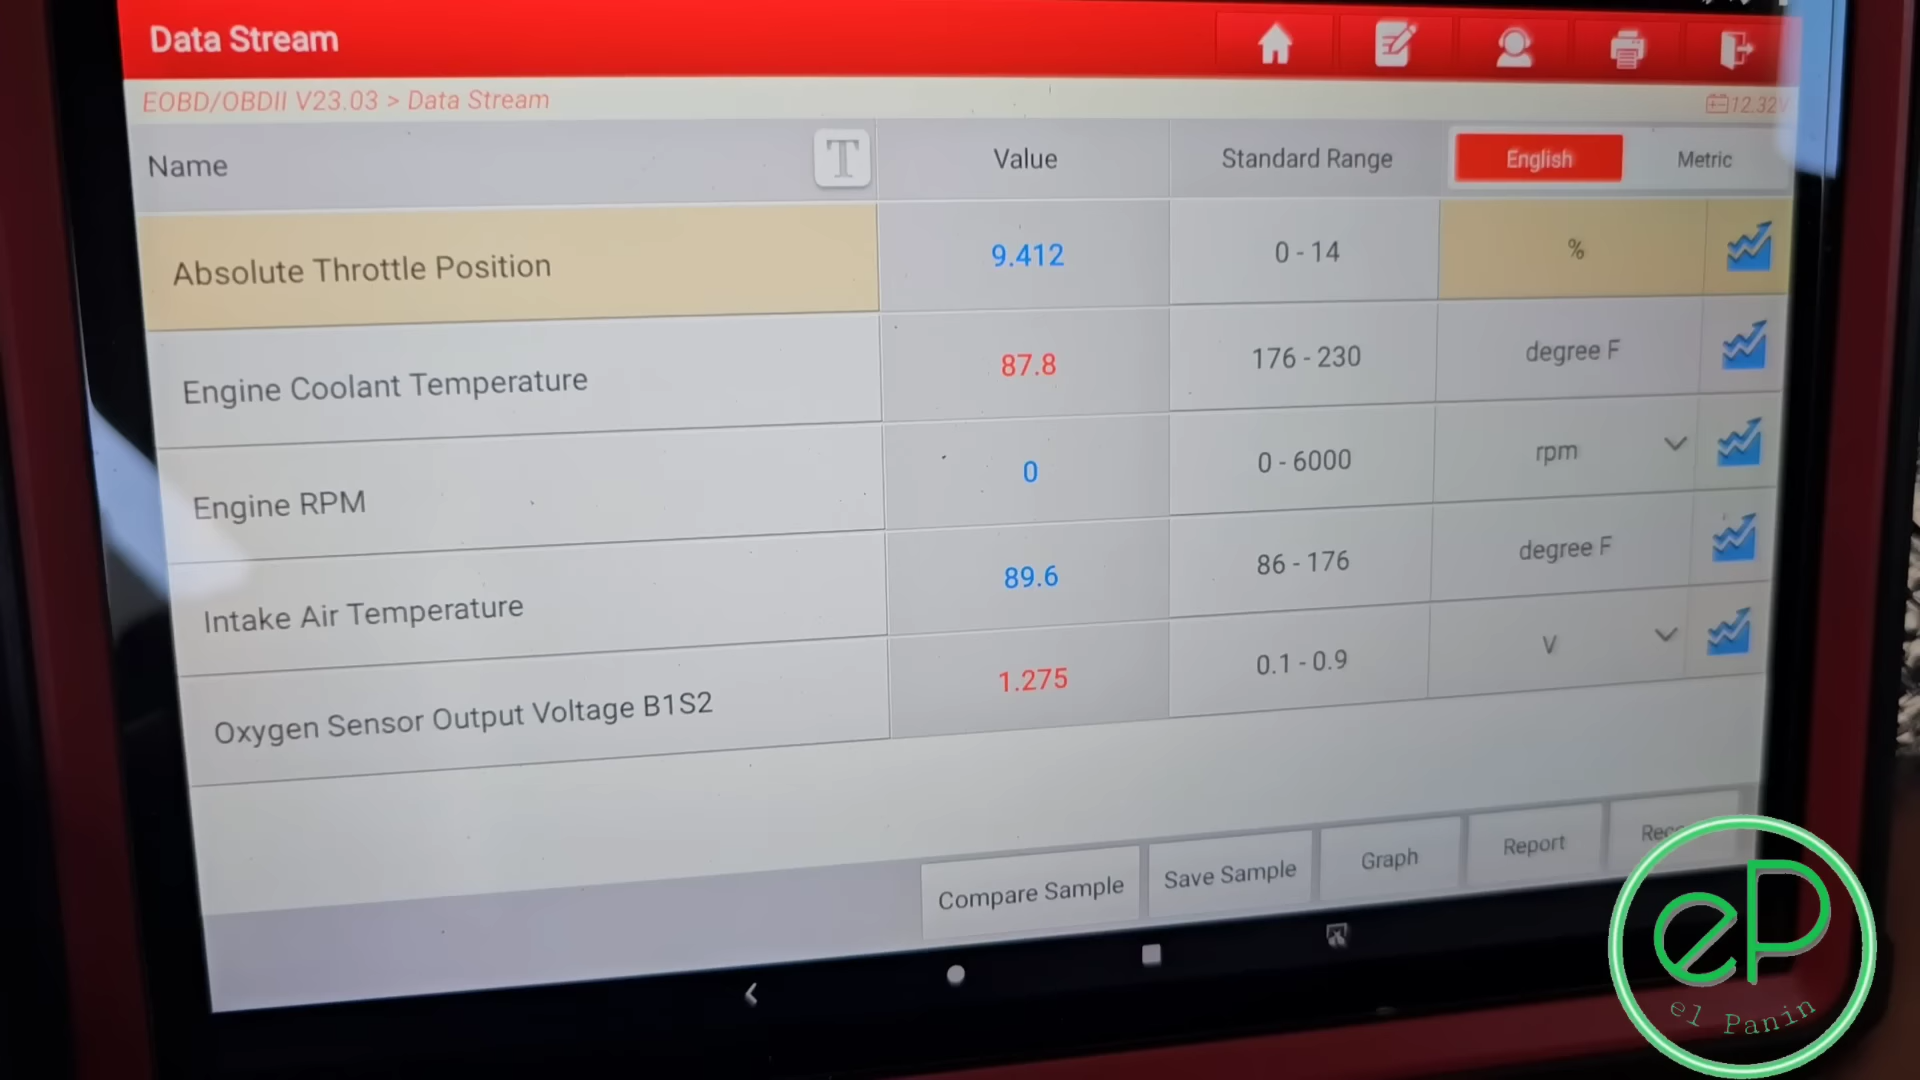 Data Stream
EOBD/OBDII V23.03 > Data Stream
12.32V
Name T Value Standard Range English Metric
Absolute Throttle Position 9.412 0 - 14 %
Engine Coolant Temperature 87.8 176 - 230 degree F
Engine RPM 0 0 - 6000 rpm
Intake Air Temperature 89.6 86 - 176 degree F
Oxygen Sensor Output Voltage B1S2 1.275 0.1 - 0.9 V
Compare Sample Save Sample Graph Report
eP
el Panin